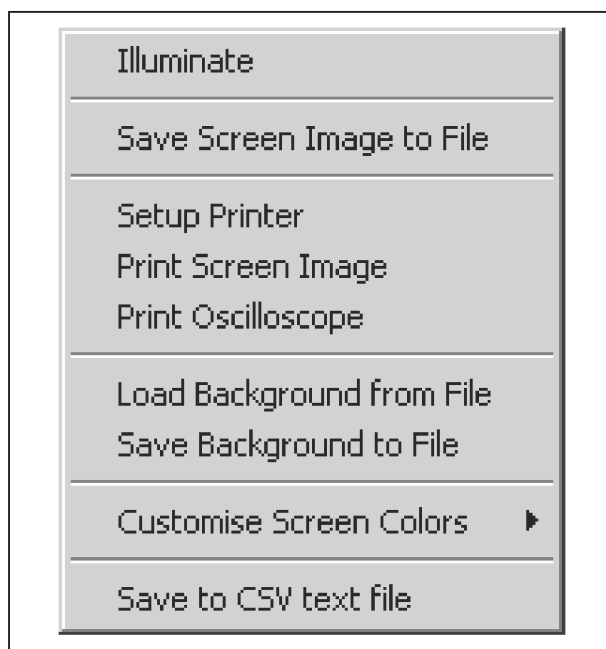 Illuminate
Save Screen Image to File
Setup Printer
Print Screen Image
Print Oscilloscope
Load Background from File
Save Background to File
Customise Screen Colors
Save to CSV text file